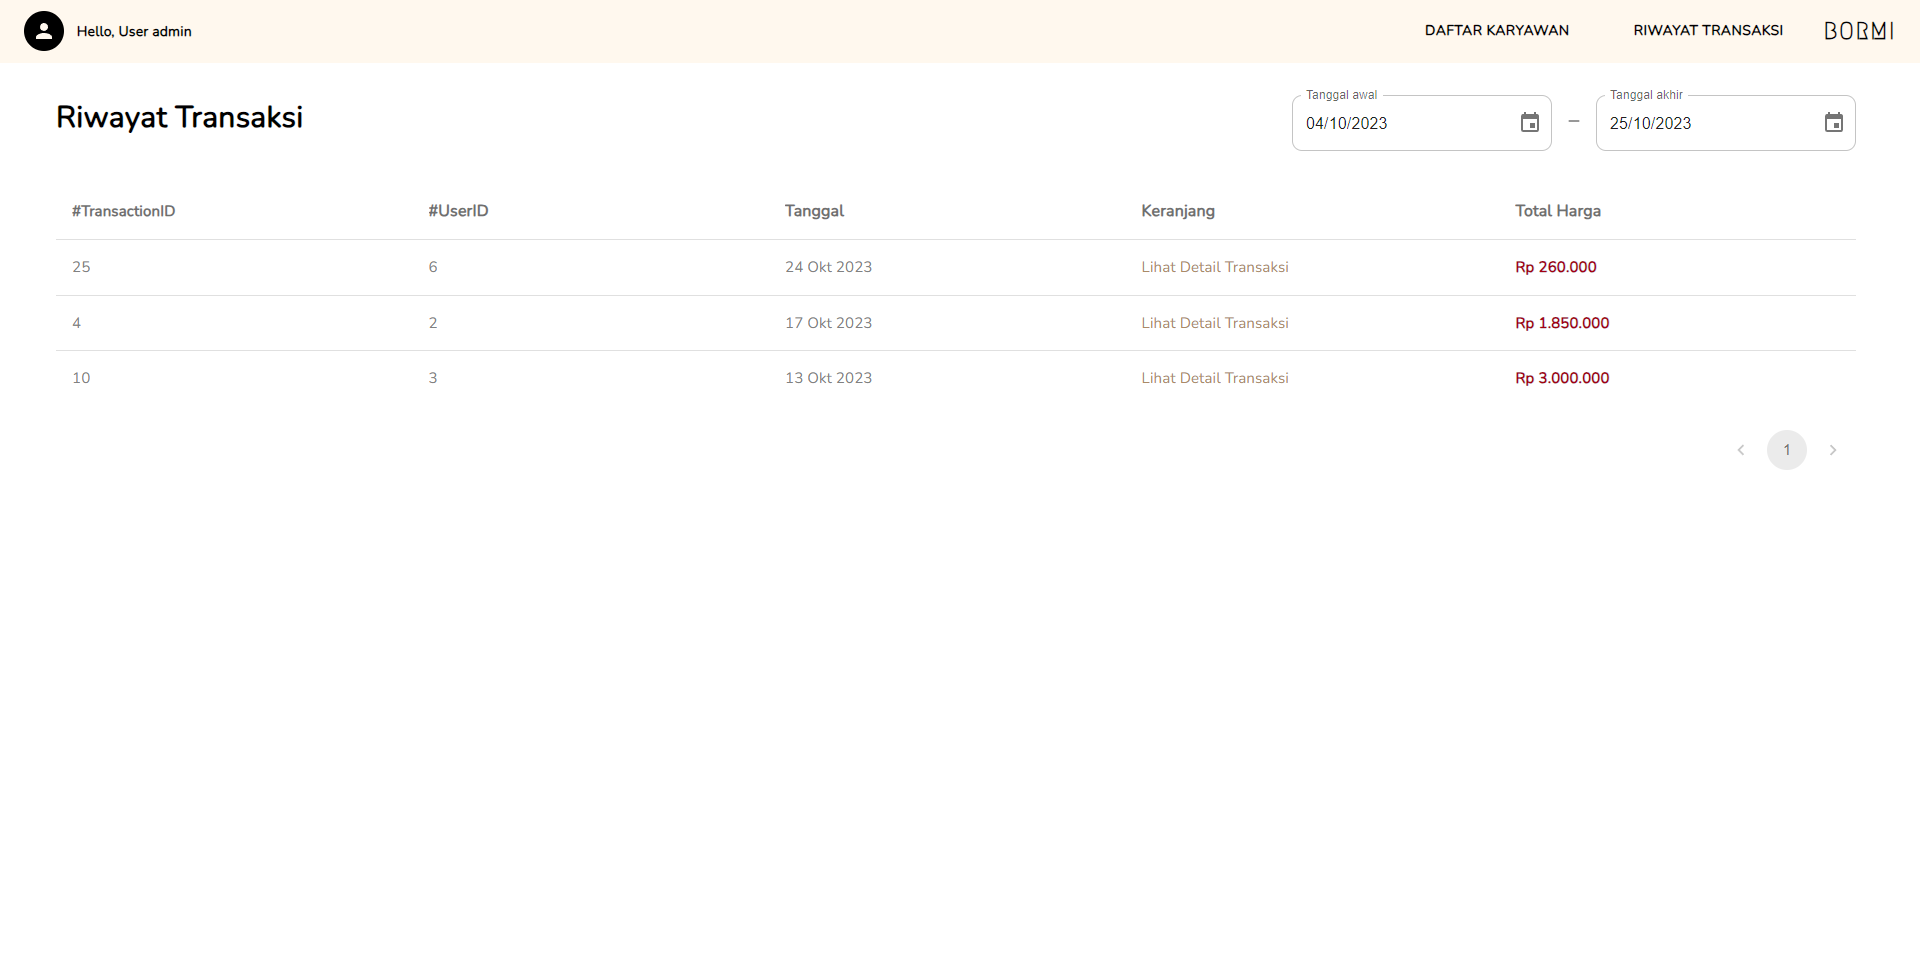 Hello, User admin
DAFTAR KARYAWAN
RIWAYAT TRANSAKSI
BORMI
Riwayat Transaksi
Tanggal awal
04/10/2023
–
Tanggal akhir
25/10/2023
#TransactionID #UserID Tanggal Keranjang Total Harga
25 6 24 Okt 2023 Lihat Detail Transaksi Rp 260.000
4 2 17 Okt 2023 Lihat Detail Transaksi Rp 1.850.000
10 3 13 Okt 2023 Lihat Detail Transaksi Rp 3.000.000
1